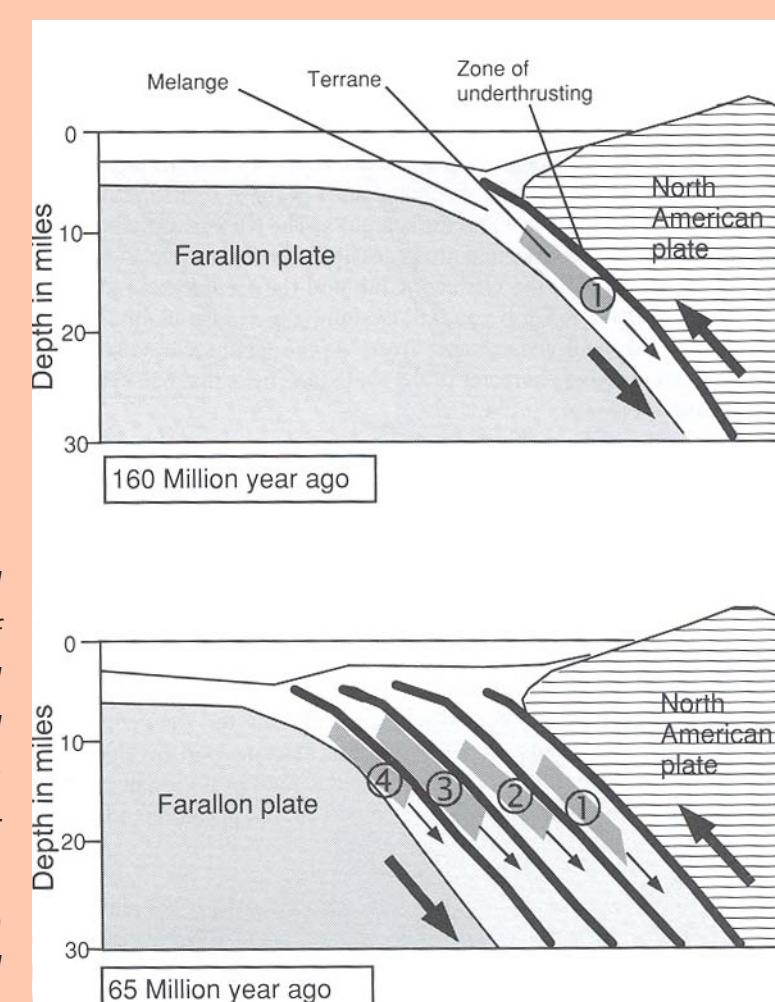 Melange
Terrane
Zone of
underthrusting
0
10
20
30
Depth in miles
Farallon plate
North
American
plate
1
160 Million year ago
0
10
20
30
Depth in miles
Farallon plate
North
American
plate
4
3
2
1
65 Million year ago